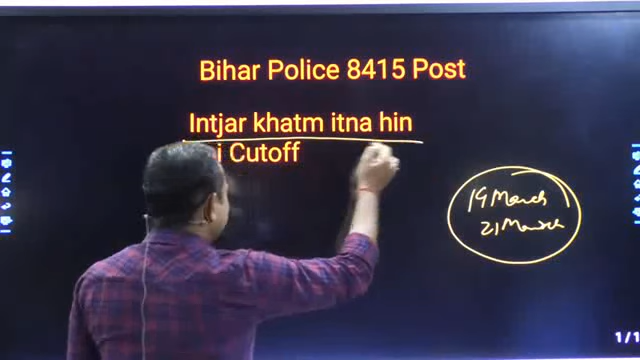 Bihar Police 8415 Post
Intjar khatm itna hin
Cutoff
19 March
21 March
1/1